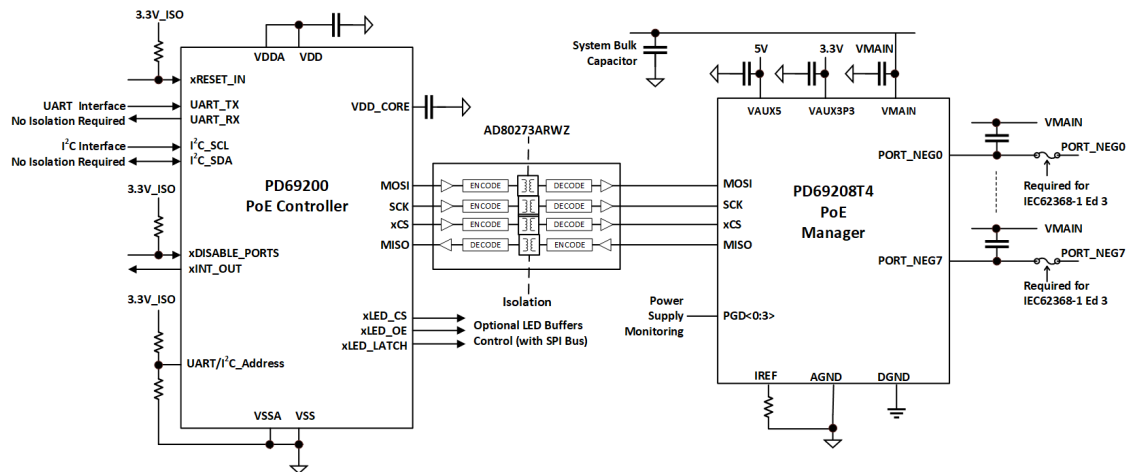 3.3V_ISO
VDDA
VDD
xRESET_IN
UART Interface
No Isolation Required
UART_TX
UART_RX
I²C Interface
No Isolation Required
I²C_SCL
I²C_SDA
3.3V_ISO
PD69200
PoE Controller
xDISABLE_PORTS
xINT_OUT
3.3V_ISO
UART/I²C_Address
VSSA
VSS
VDD_CORE
MOSI
SCK
xCS
MISO
xLED_CS
xLED_OE
xLED_LATCH
Optional LED Buffers
Control (with SPI Bus)
AD80273ARWZ
ENCODE
DECODE
ENCODE
DECODE
ENCODE
DECODE
DECODE
ENCODE
Isolation
System Bulk
Capacitor
5V
3.3V
VMAIN
VAUX5
VAUX3P3
VMAIN
MOSI
SCK
xCS
MISO
PD69208T4
PoE
Manager
Power
Supply
Monitoring
PGD<0:3>
IREF
AGND
DGND
PORT_NEG0
VMAIN
PORT_NEG0
Required for
IEC62368-1 Ed 3
VMAIN
PORT_NEG7
PORT_NEG7
Required for
IEC62368-1 Ed 3